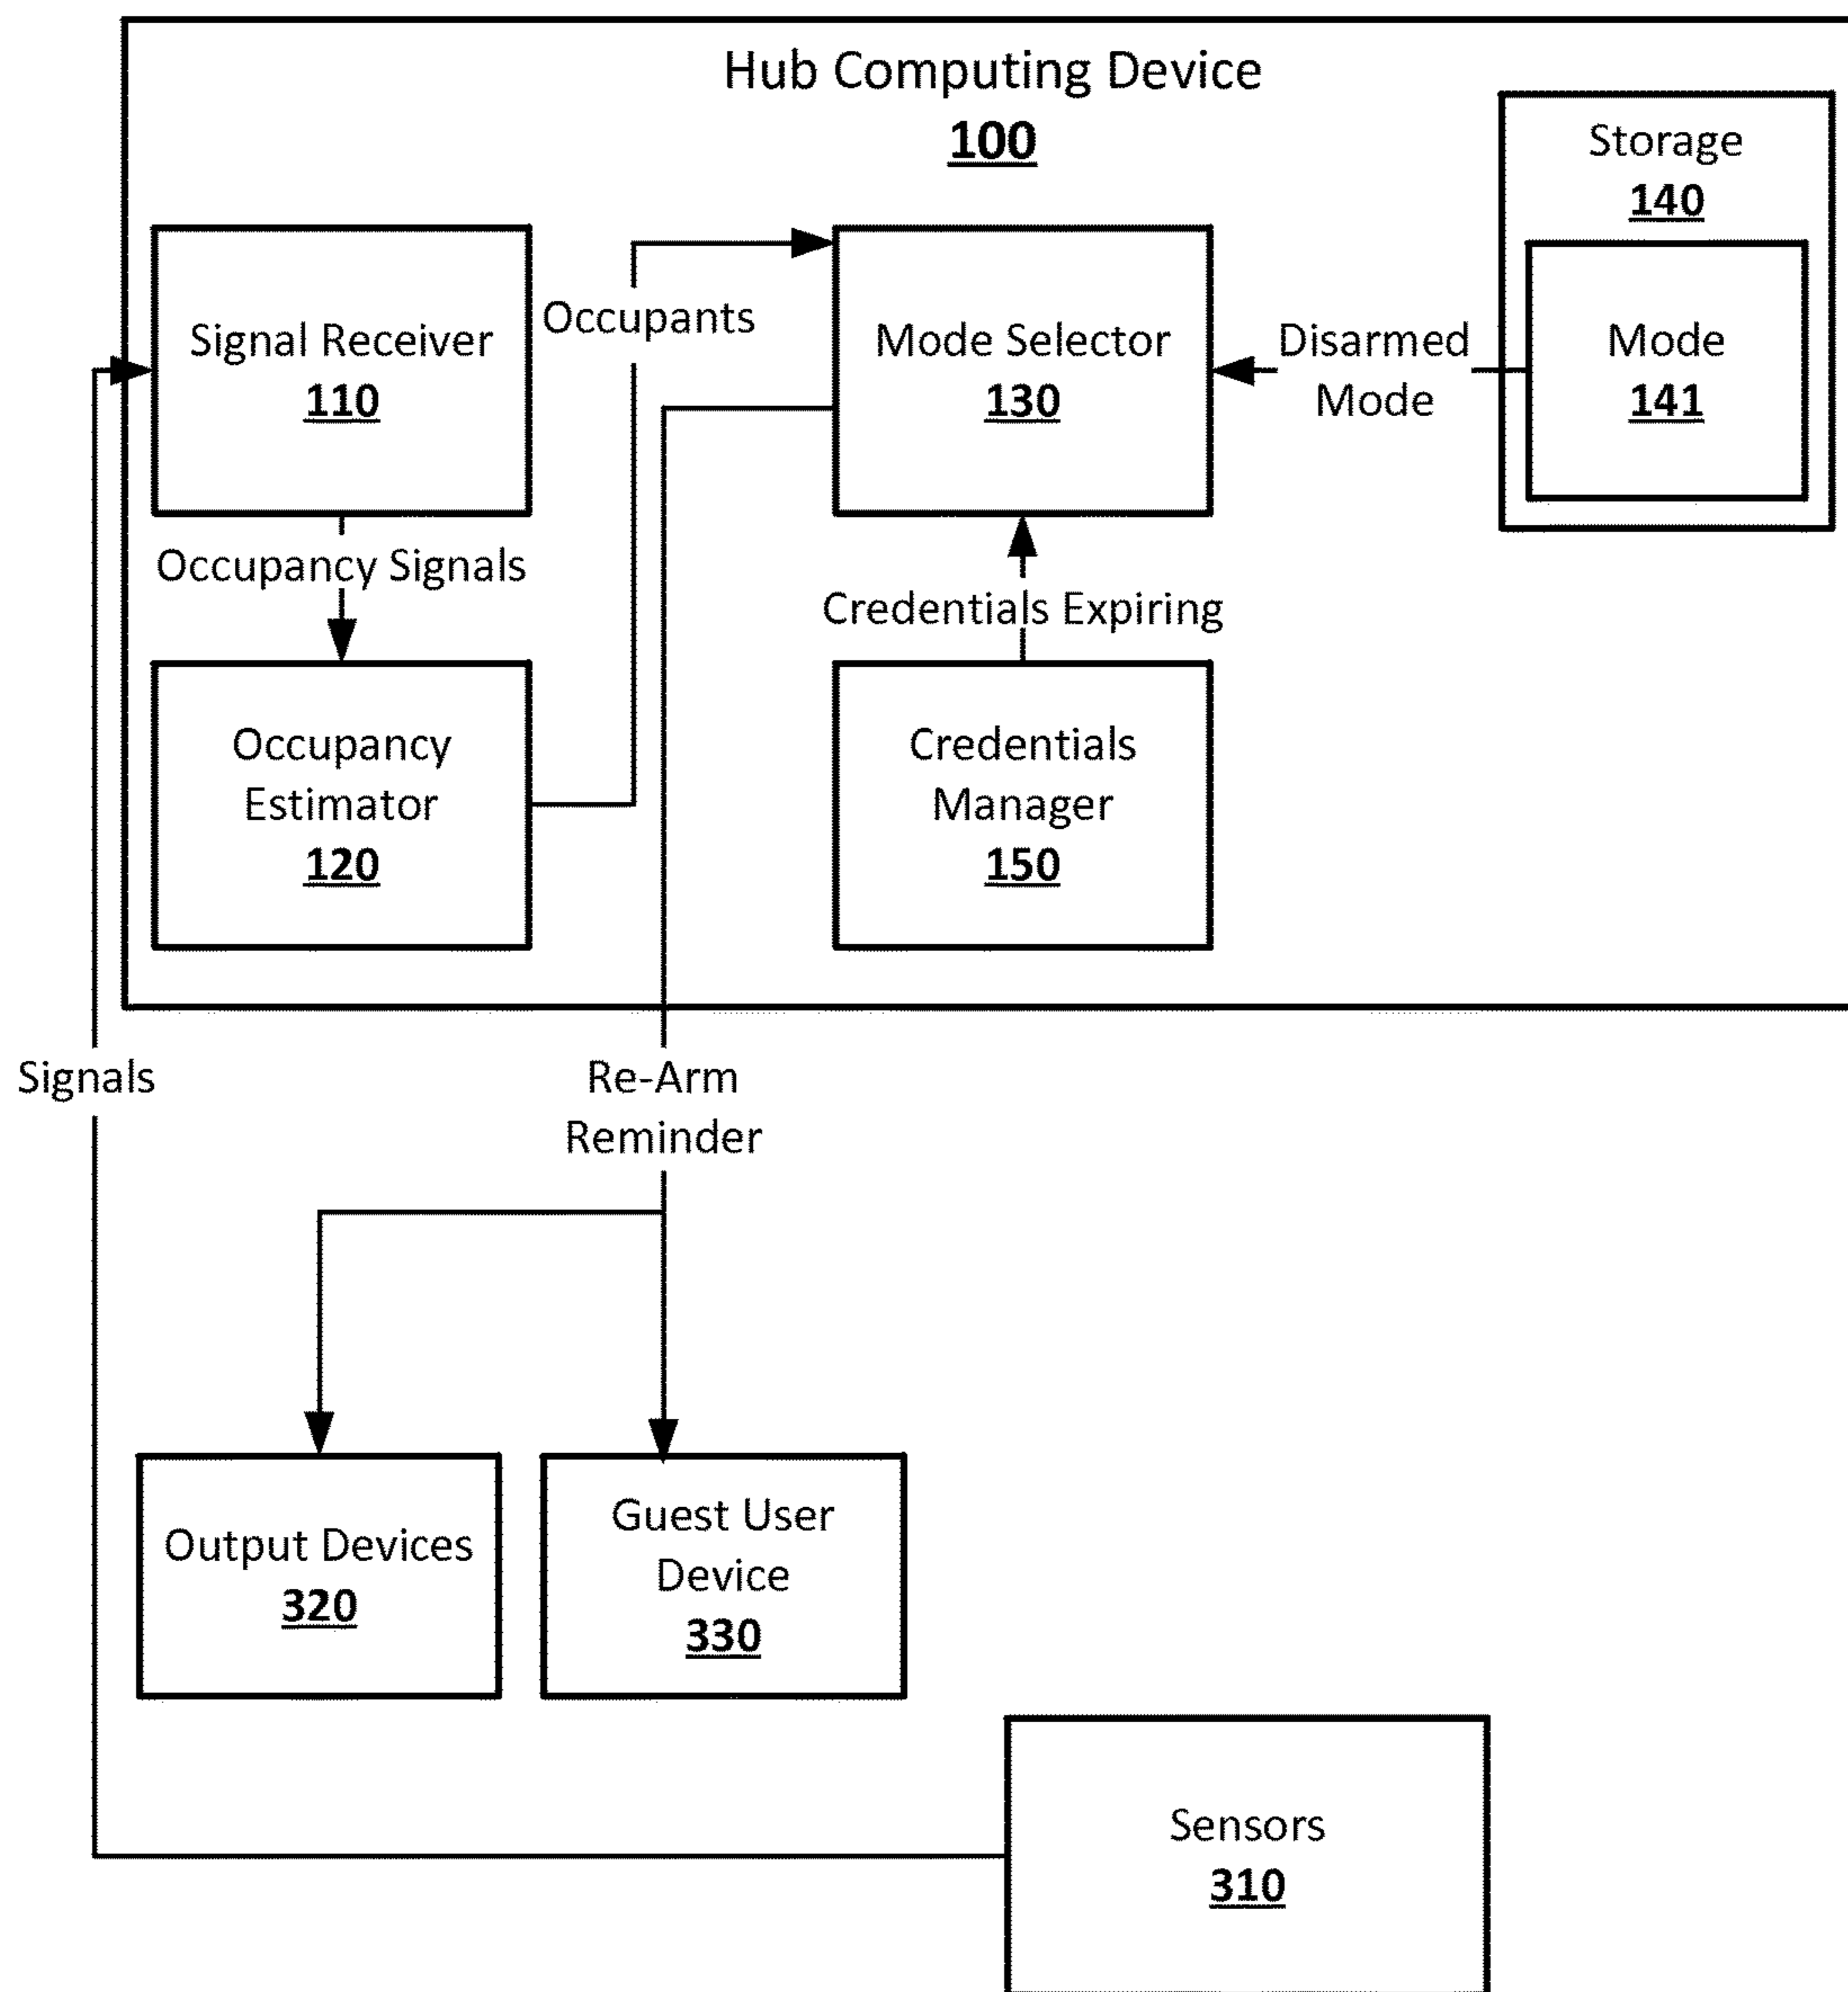 Hub Computing Device
100
Storage
140
Signal Receiver
110
Occupants
Mode Selector
130
Disarmed
Mode
Mode
141
Occupancy Signals
Credentials Expiring
Occupancy
Estimator
120
Credentials
Manager
150
Signals
Re-Arm
Reminder
Output Devices
320
Guest User
Device
330
Sensors
310